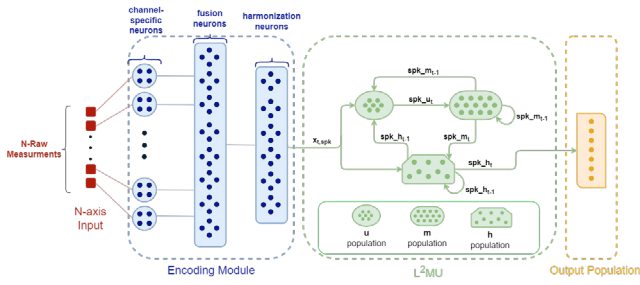 channel-
specific
neurons
fusion
neurons
harmonization
neurons
N-Raw
Measurments
N-axis
Input
x_t,spk
spk_m_t-1
spk_u_t
spk_m_t-1
spk_h_t-1
spk_m_t
spk_h_t
spk_h_t-1
u
population
m
population
h
population
Encoding Module
L²MU
Output Population